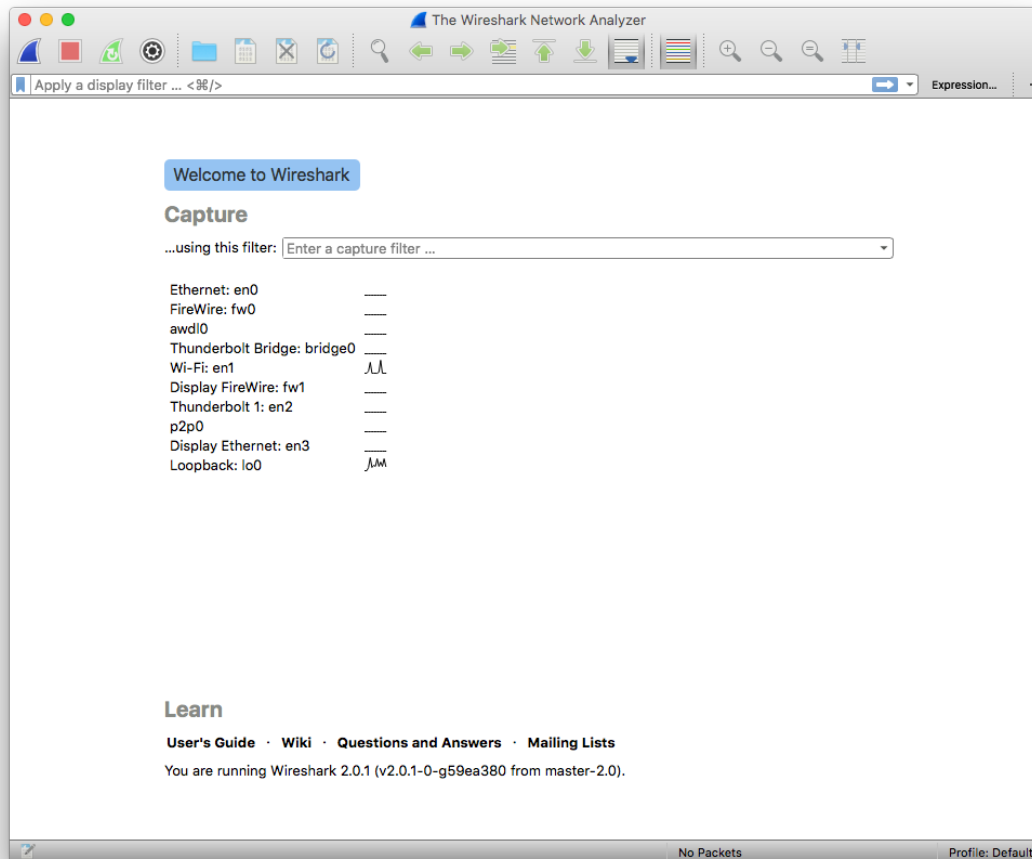 The Wireshark Network Analyzer
Apply a display filter ... <⌘/>
Expression...
Welcome to Wireshark
Capture
...using this filter: Enter a capture filter ...
Ethernet: en0
FireWire: fw0
awdl0
Thunderbolt Bridge: bridge0
Wi-Fi: en1
Display FireWire: fw1
Thunderbolt 1: en2
p2p0
Display Ethernet: en3
Loopback: lo0
Learn
User's Guide · Wiki · Questions and Answers · Mailing Lists
You are running Wireshark 2.0.1 (v2.0.1-0-g59ea380 from master-2.0).
No Packets
Profile: Default